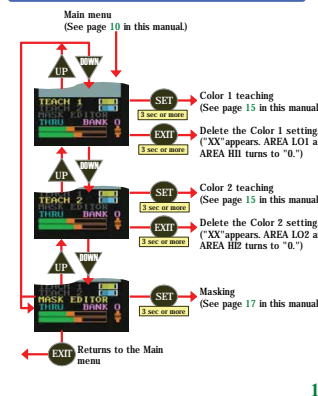 Main menu
(See page 10 in this manual.)
UP
DOWN
TEACH 1
TEACH 2
MASK EDITOR
THRU BANK 0
SET
3 sec or more
Color 1 teaching
(See page 15 in this manual
EXIT
3 sec or more
Delete the Color 1 setting
("XX"appears. AREA LO1 a
AREA HI1 turns to "0.")
UP
DOWN
TEACH 1
TEACH 2
MASK EDITOR
THRU BANK 0
SET
3 sec or more
Color 2 teaching
(See page 15 in this manual
EXIT
3 sec or more
Delete the Color 2 setting
("XX"appears. AREA LO2 a
AREA HI2 turns to "0.")
UP
DOWN
TEACH 2
MASK EDITOR
THRU BANK 0
SET
3 sec or more
Masking
(See page 17 in this manual
EXIT
Returns to the Main
menu
1